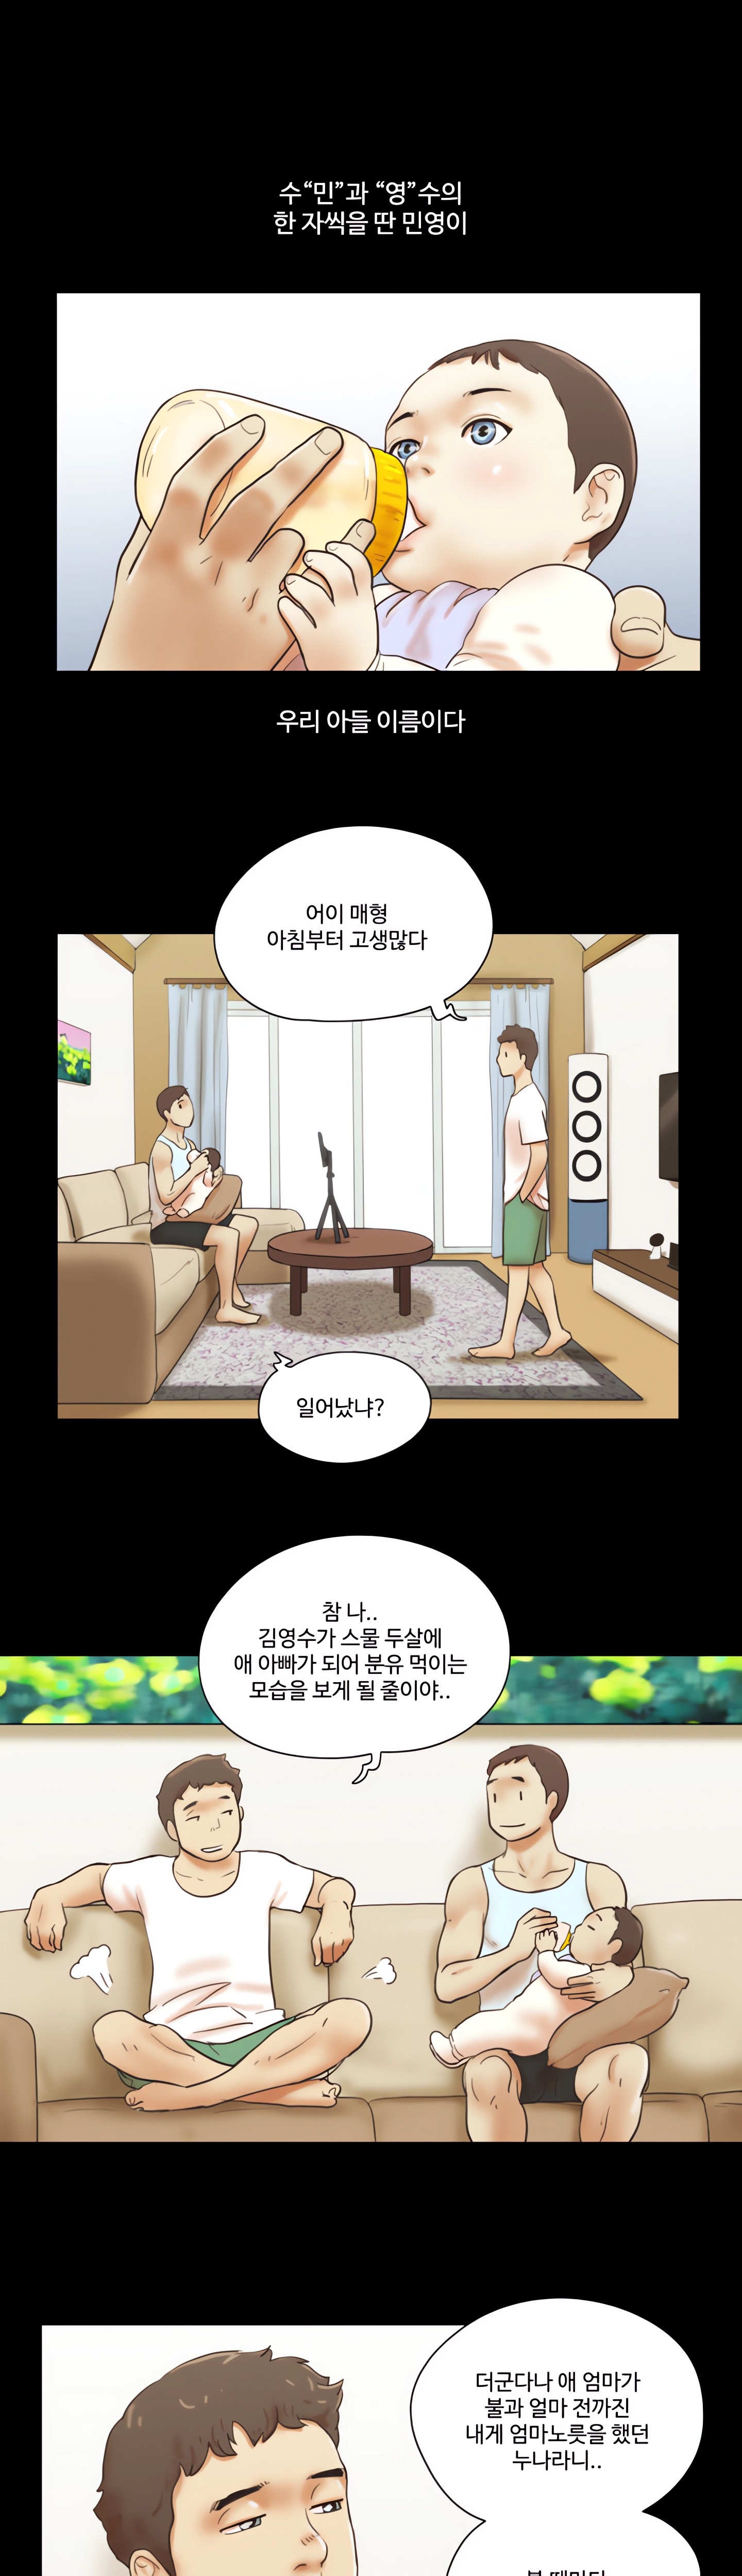 수“민”과 “영”수의
한 자씩을 딴 민영이
우리 아들 이름이다
어이 매형
아침부터 고생많다
일어났냐?
참 나..
김영수가 스물 두살에
애 아빠가 되어 분유 먹이는
모습을 보게 될 줄이야..
더군다나 애 엄마가
불과 얼마 전까진
내게 엄마노릇을 했던
누나라니..